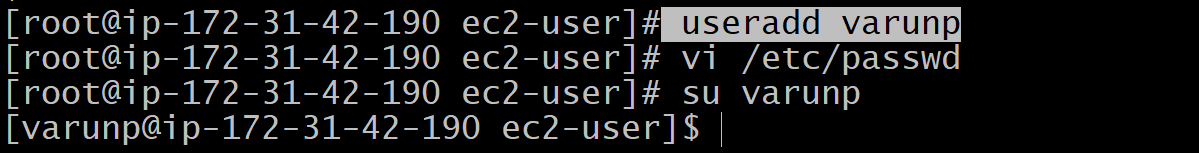 [root@ip-172-31-42-190 ec2-user]# useradd varunp
[root@ip-172-31-42-190 ec2-user]# vi /etc/passwd
[root@ip-172-31-42-190 ec2-user]# su varunp
[varunp@ip-172-31-42-190 ec2-user]$